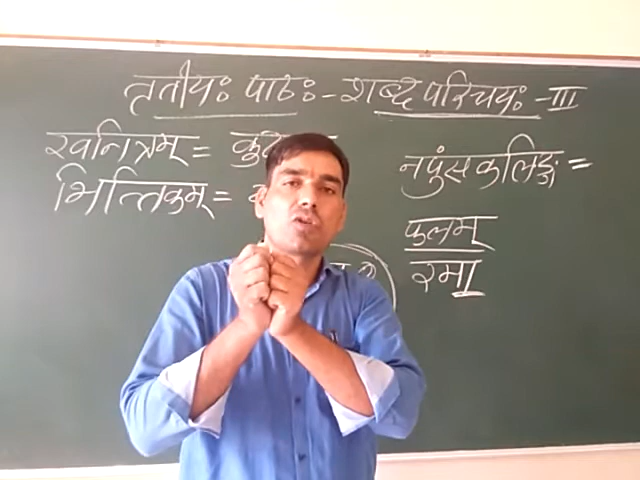 तृतीयः पाठः - शब्द परिचयः - III
खनित्रम् =
भित्तिकम् =
नपुंसकलिङ्गं =
फलम्
रमा